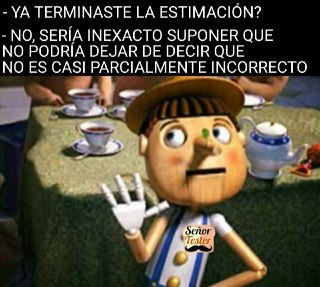 - YA TERMINASTE LA ESTIMACIÓN?
- NO, SERÍA INEXACTO SUPONER QUE
NO PODRÍA DEJAR DE DECIR QUE
NO ES CASI PARCIALMENTE INCORRECTO
Señor
Tester